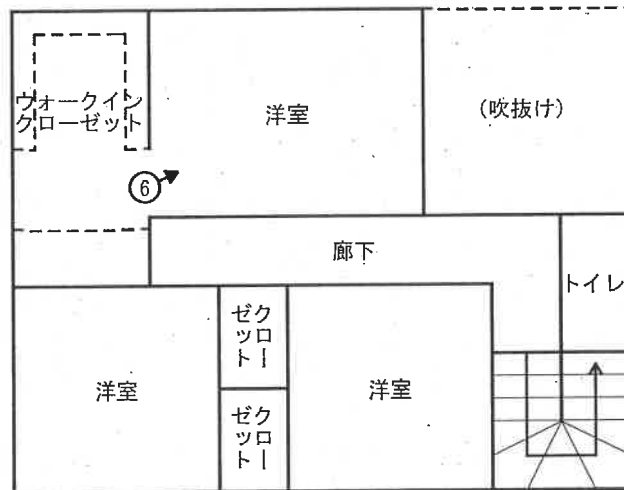 ウォークイン
クローゼット
洋室
(吹抜け)
⑥
廊下
トイレ
クロー
ゼット
洋室
洋室
クロー
ゼット